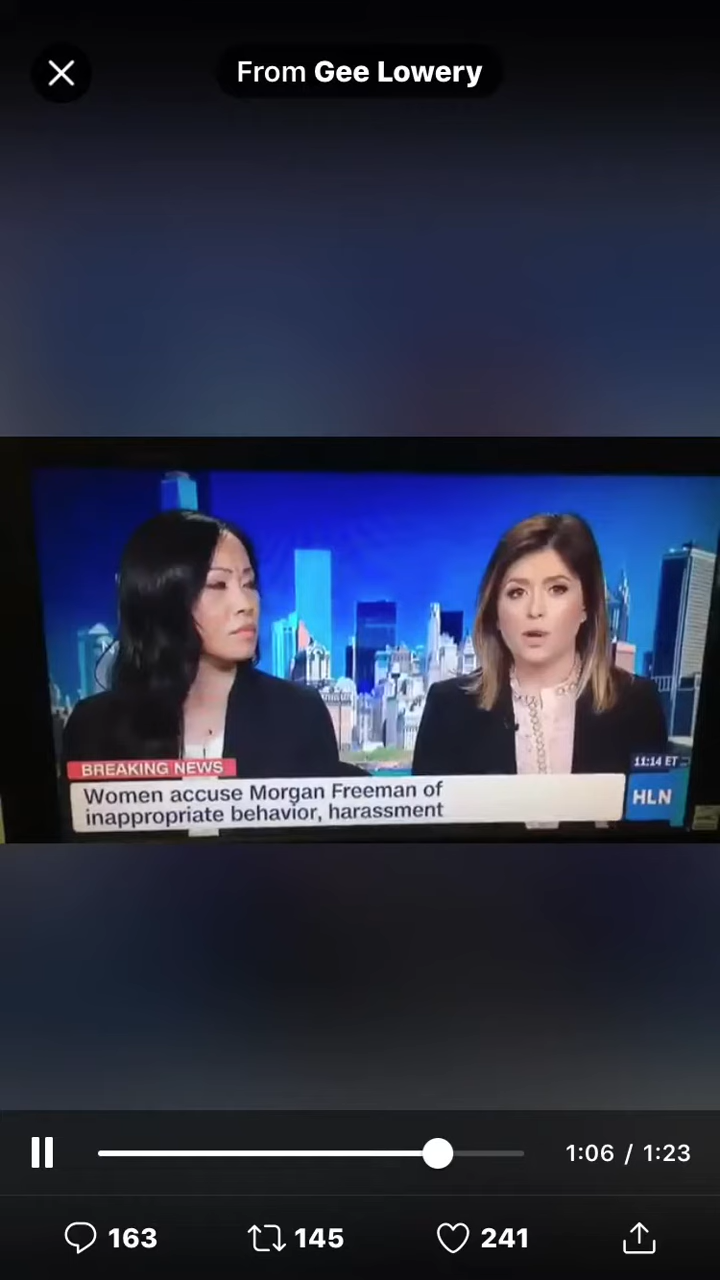 From Gee Lowery
BREAKING NEWS
Women accuse Morgan Freeman of
inappropriate behavior, harassment
11:14 ET
HLN
1:06 / 1:23
163 145 241